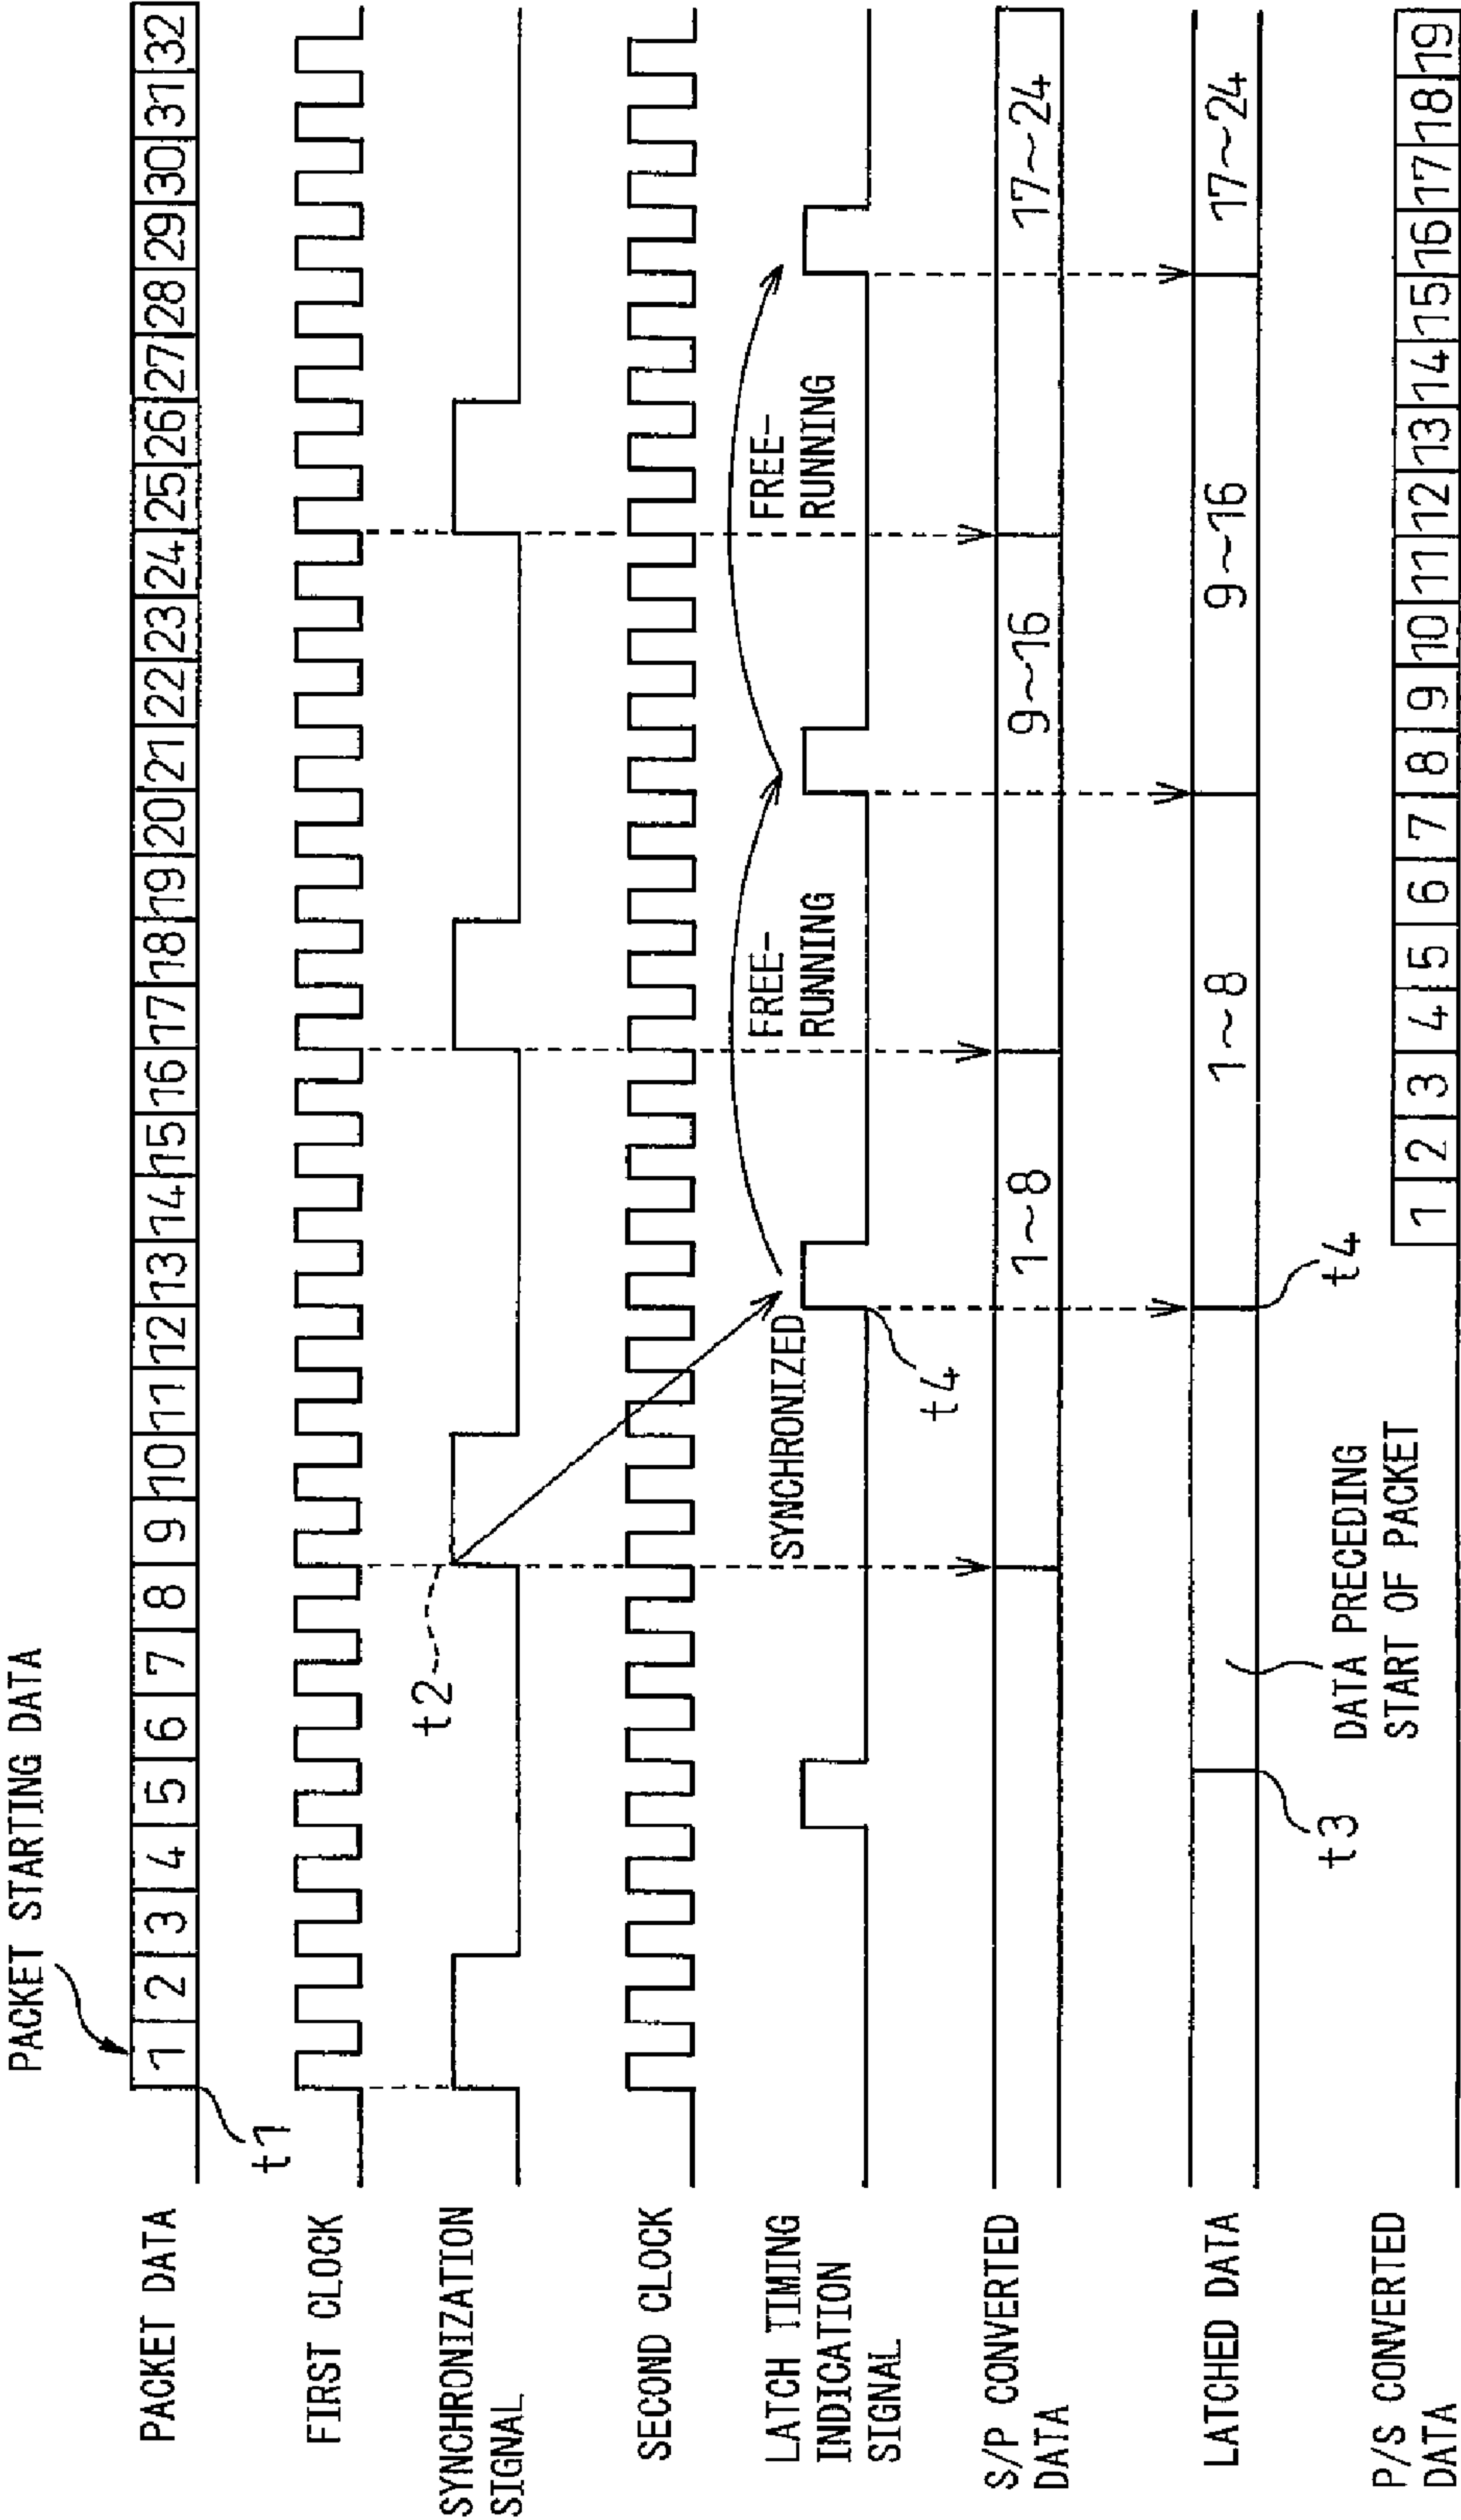 PACKET STARTING DATA
PACKET DATA
1 2 3 4 5 6 7 8 9 10 11 12 13 14 15 16 17 18 19 20 21 22 23 24 25 26 27 28 29 30 31 32
t1
FIRST CLOCK
t2
SYNCHRONIZATION
SIGNAL
SECOND CLOCK
FREE-
RUNNING
FREE-
RUNNING
SYNCHRONIZED
LATCH TIMING
INDICATION
SIGNAL
t4
S/P CONVERTED
DATA
1~8
9~16
17~24
LATCHED DATA
1~8
9~16
17~24
t3
DATA PRECEDING
START OF PACKET
t4
P/S CONVERTED
DATA
1 2 3 4 5 6 7 8 9 10 11 12 13 14 15 16 17 18 19